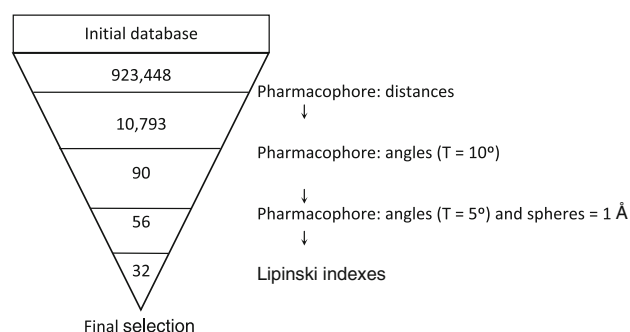 Initial database
923,448
Pharmacophore: distances
↓
10,793
Pharmacophore: angles (T = 10º)
90
↓
Pharmacophore: angles (T = 5º) and spheres = 1 Å
56
↓
32
Lipinski indexes
Final selection